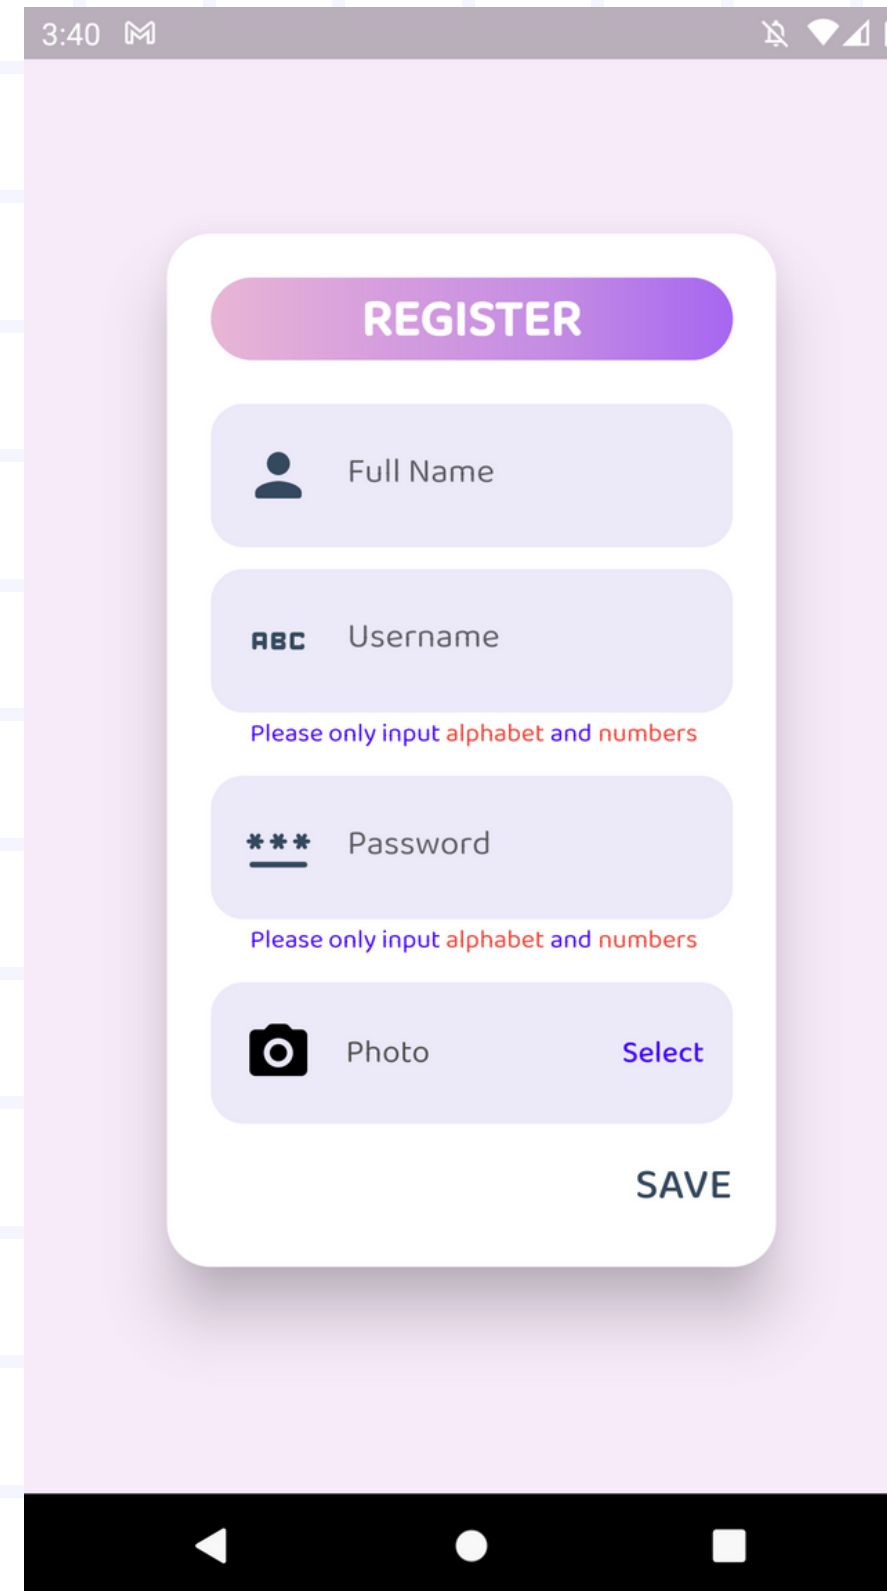 3:40
REGISTER
Full Name
ABC Username
Please only input alphabet and numbers
*** Password
Please only input alphabet and numbers
Photo Select
SAVE